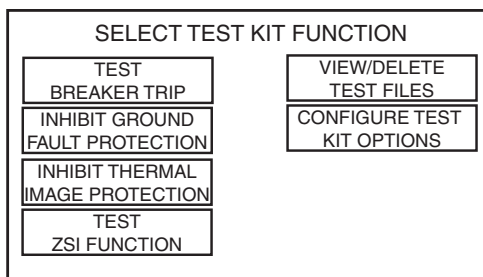 SELECT TEST KIT FUNCTION
TEST
BREAKER TRIP
INHIBIT GROUND
FAULT PROTECTION
INHIBIT THERMAL
IMAGE PROTECTION
TEST
ZSI FUNCTION
VIEW/DELETE
TEST FILES
CONFIGURE TEST
KIT OPTIONS